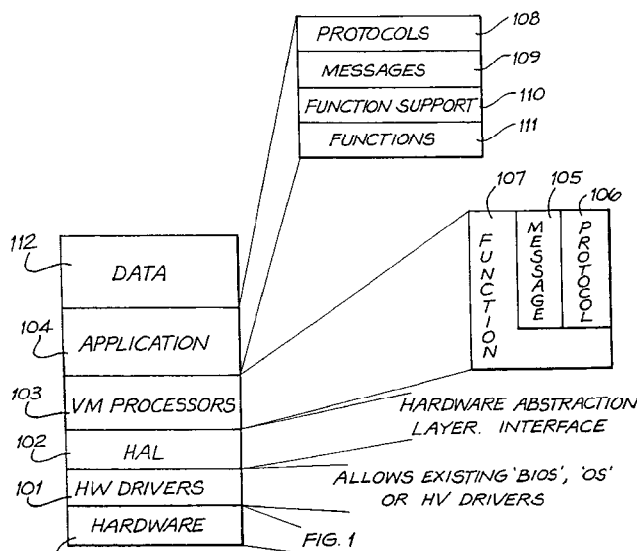 108
PROTOCOLS
109
MESSAGES
110
FUNCTION SUPPORT
111
FUNCTIONS
107
105
106
FUNCTION
MESSAGE
PROTOCOL
112
DATA
104
APPLICATION
103
VM PROCESSORS
102
HAL
101
HW DRIVERS
HARDWARE
HARDWARE ABSTRACTION
LAYER. INTERFACE
ALLOWS EXISTING 'BIOS', 'OS'
OR HV DRIVERS
FIG. 1